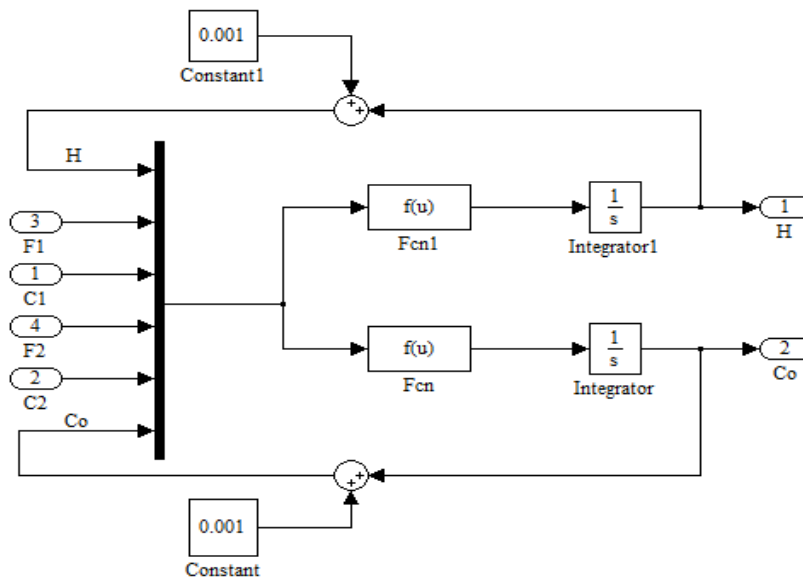 0.001
Constant1
+
+
H
3
F1
1
C1
4
F2
2
C2
Co
f(u)
Fcn1
1
s
Integrator1
1
H
f(u)
Fcn
1
s
Integrator
2
Co
+
+
0.001
Constant